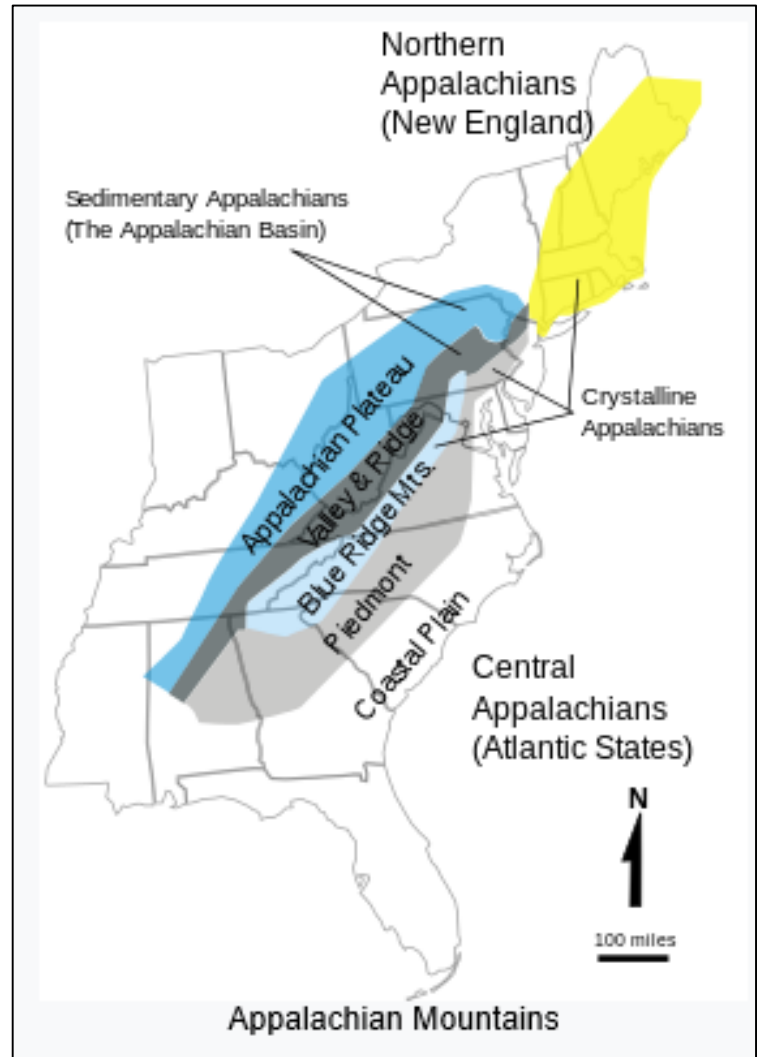 Northern
Appalachians
(New England)
Sedimentary Appalachians
(The Appalachian Basin)
Appalachian Plateau
Valley & Ridge
Blue Ridge Mts.
Piedmont
Coastal Plain
Crystalline
Appalachians
Central
Appalachians
(Atlantic States)
N
100 miles
Appalachian Mountains